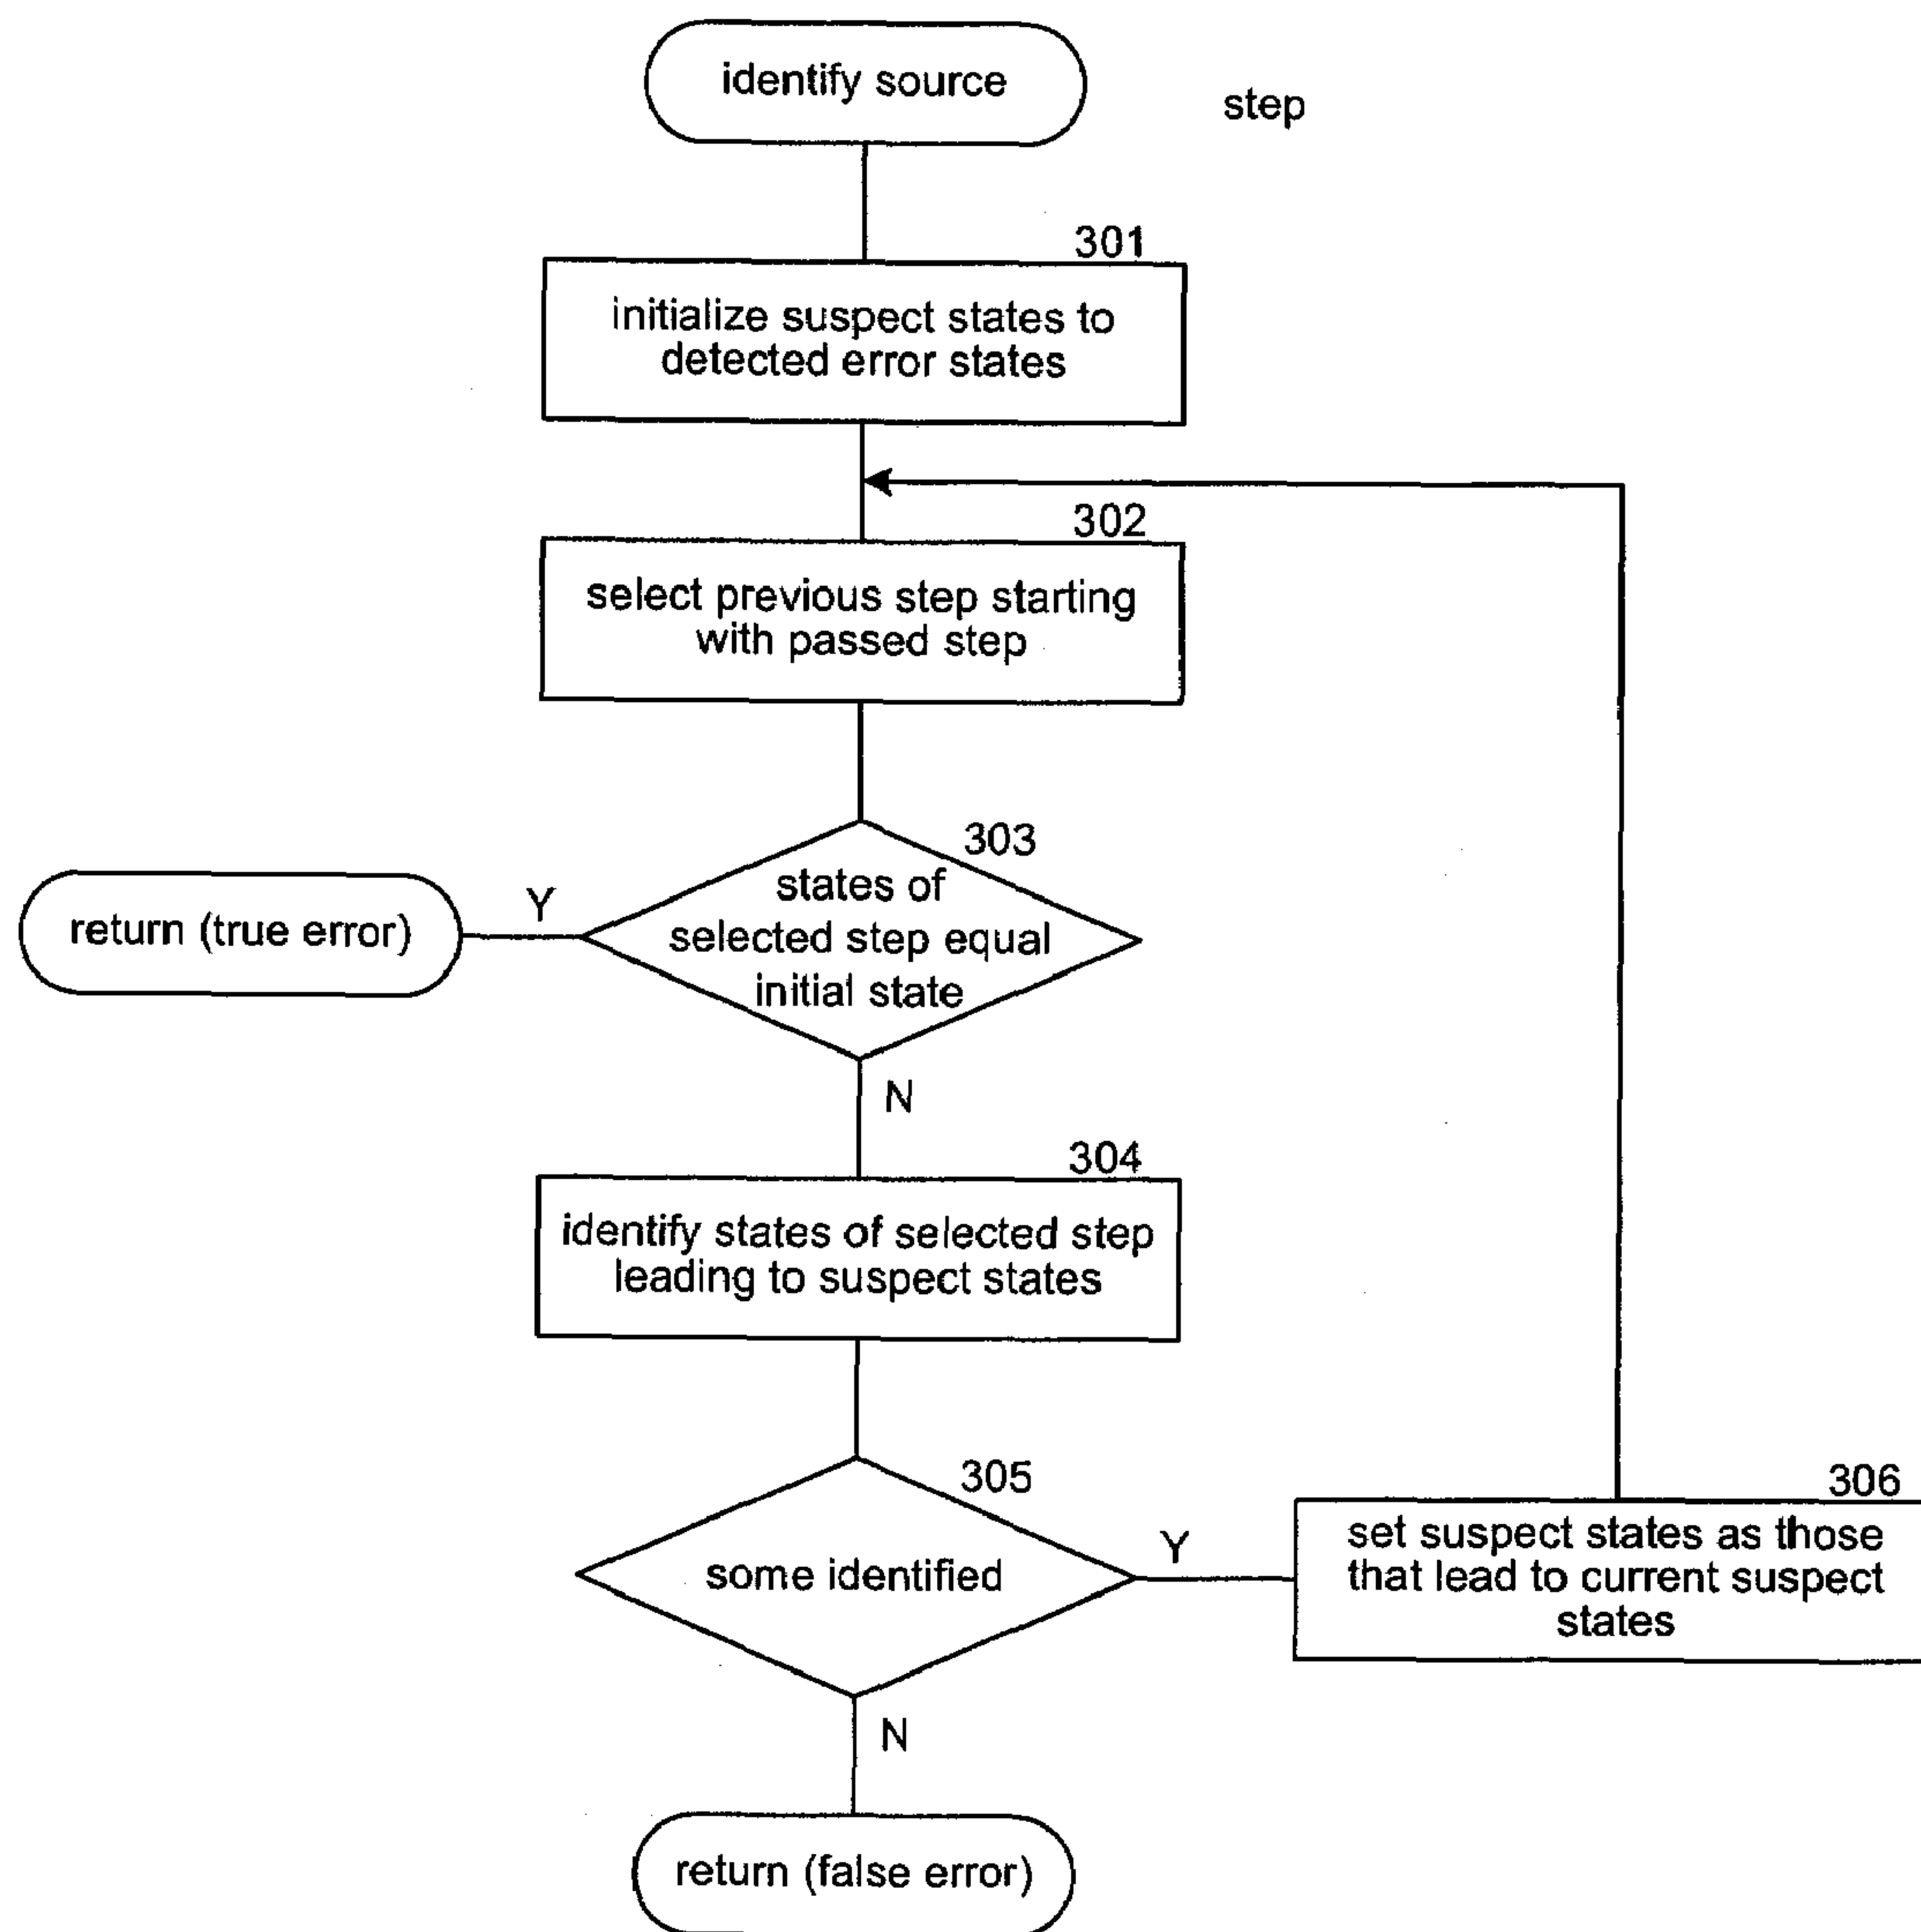 identify source
step
301
initialize suspect states to
detected error states
302
select previous step starting
with passed step
303
states of
selected step equal
initial state
Y
return (true error)
N
304
identify states of selected step
leading to suspect states
305
some identified
Y
306
set suspect states as those
that lead to current suspect
states
N
return (false error)